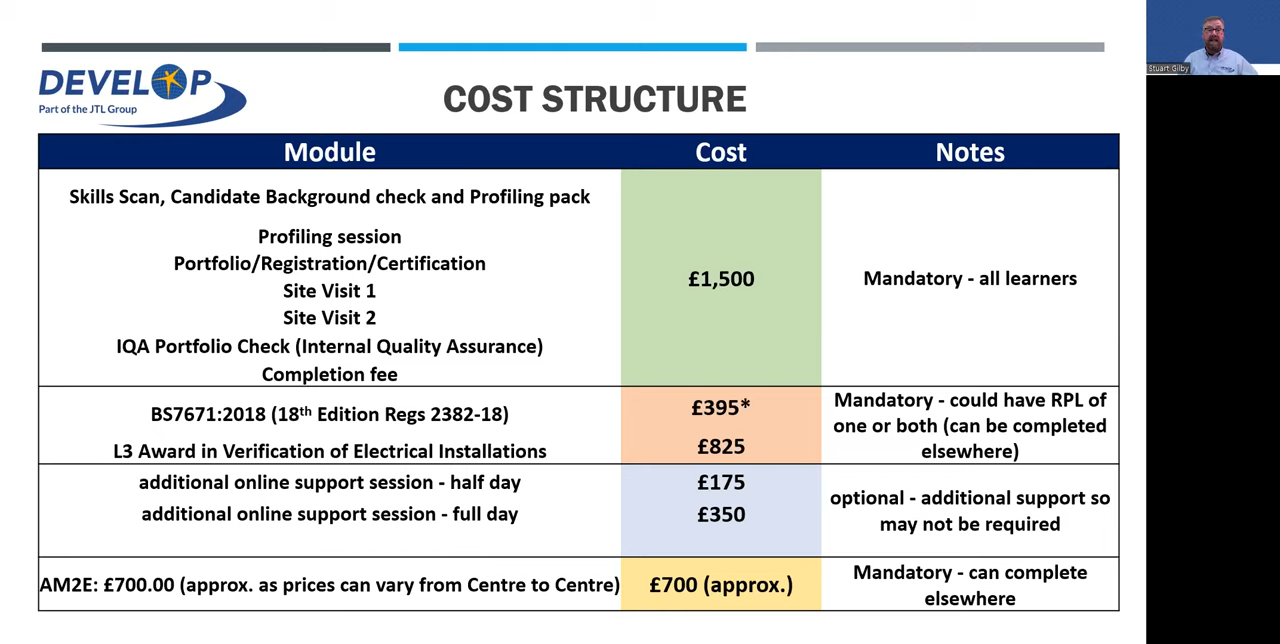 DEVELOP
Part of the JTL Group
COST STRUCTURE
Stuart Gilby
Module
Cost
Notes
Skills Scan, Candidate Background check and Profiling pack
Profiling session
Portfolio/Registration/Certification
Site Visit 1
Site Visit 2
IQA Portfolio Check (Internal Quality Assurance)
Completion fee
£1,500
Mandatory - all learners
BS7671:2018 (18th Edition Regs 2382-18)
£395*
L3 Award in Verification of Electrical Installations
£825
Mandatory - could have RPL of
one or both (can be completed
elsewhere)
additional online support session - half day
£175
additional online support session - full day
£350
optional - additional support so
may not be required
AM2E: £700.00 (approx. as prices can vary from Centre to Centre)
£700 (approx.)
Mandatory - can complete
elsewhere